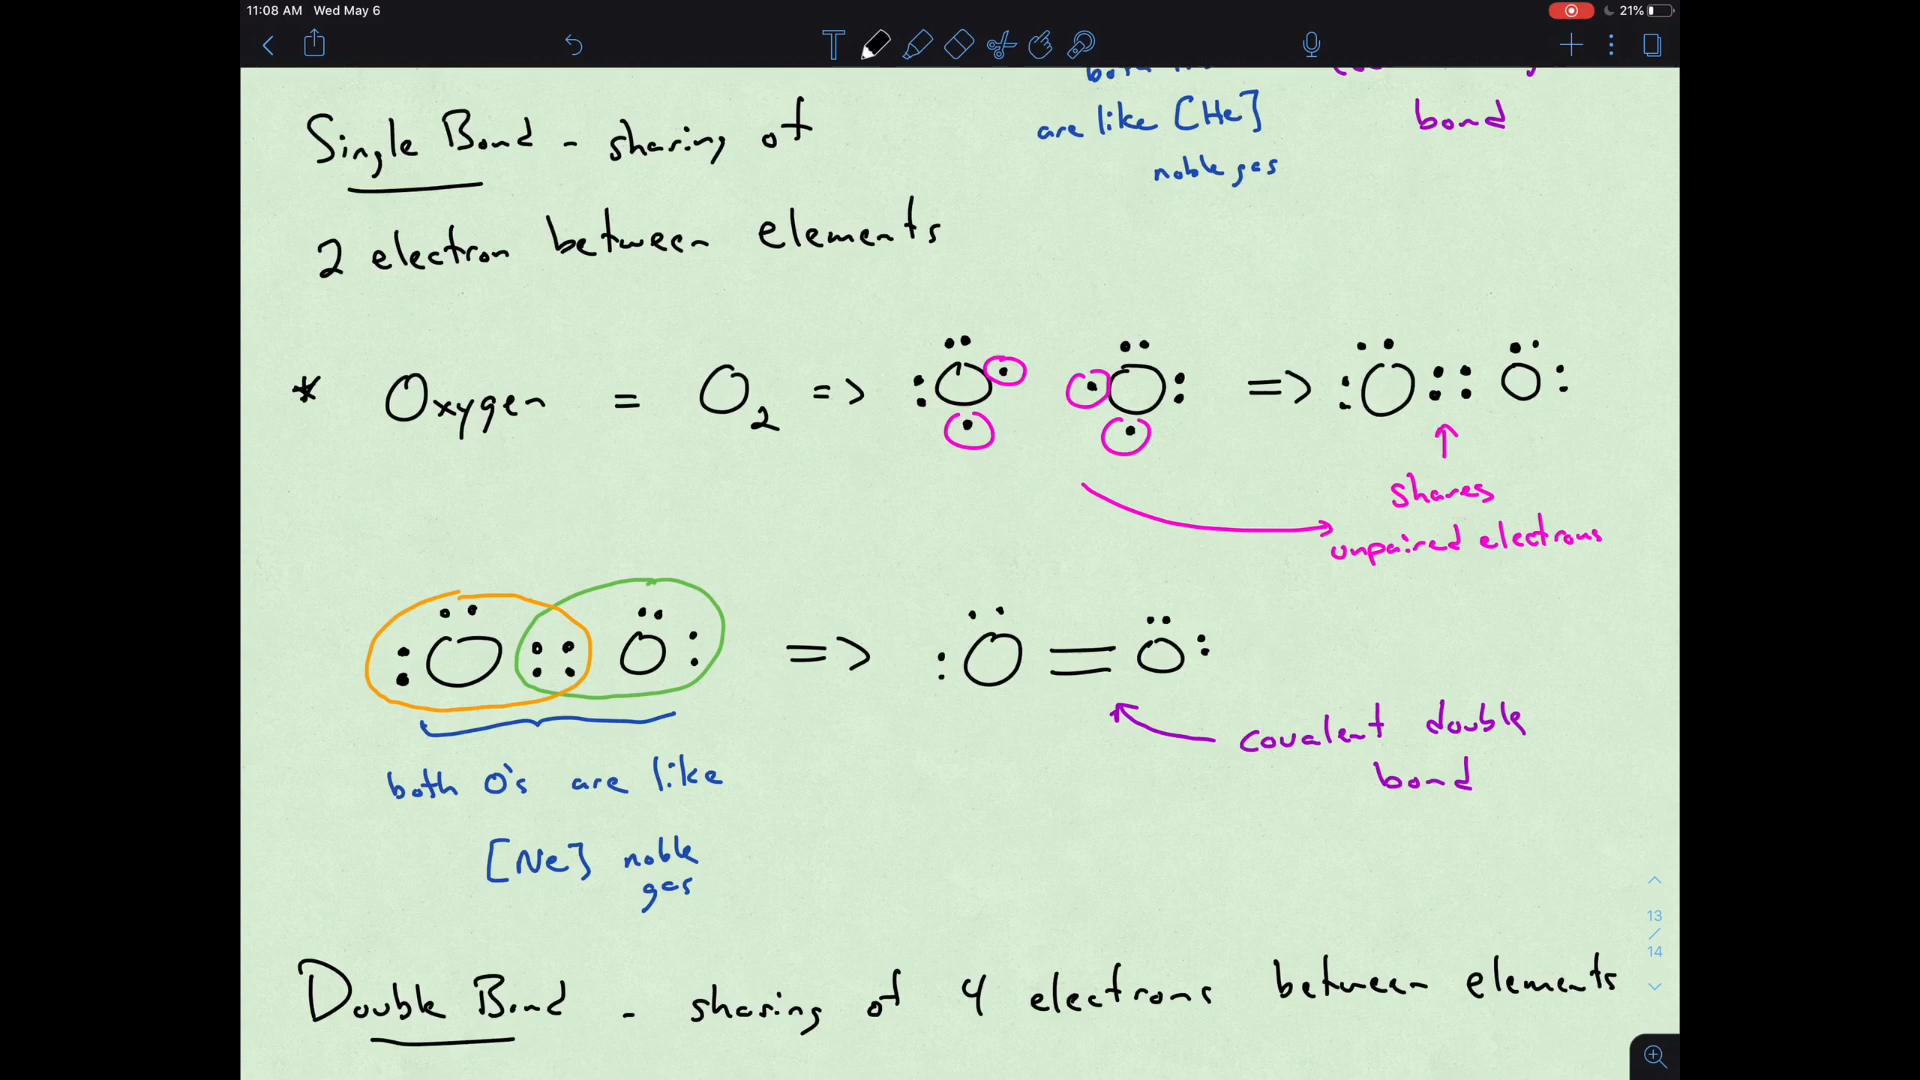 11:08 AM Wed May 6
21%
T
are like [He]
bond
noble gas
Single Bond - sharing of
2 electron between elements
* Oxygen = O2 => :O· ·O: => :O::O:
shares
unpaired electrons
:O::O: => :O=O:
covalent double
bond
both O's are like
[Ne] noble
gas
13
/
14
Double Bond - sharing of 4 electrons between elements